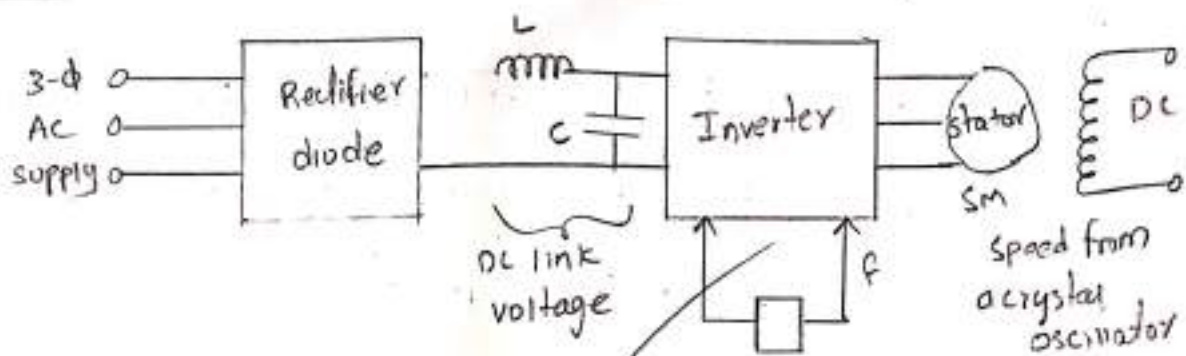 3-ф
AC
supply
Rectifier
diode
L
C
DC link
voltage
Inverter
f
stator
SM
DC
speed from
a crystal
oscillator